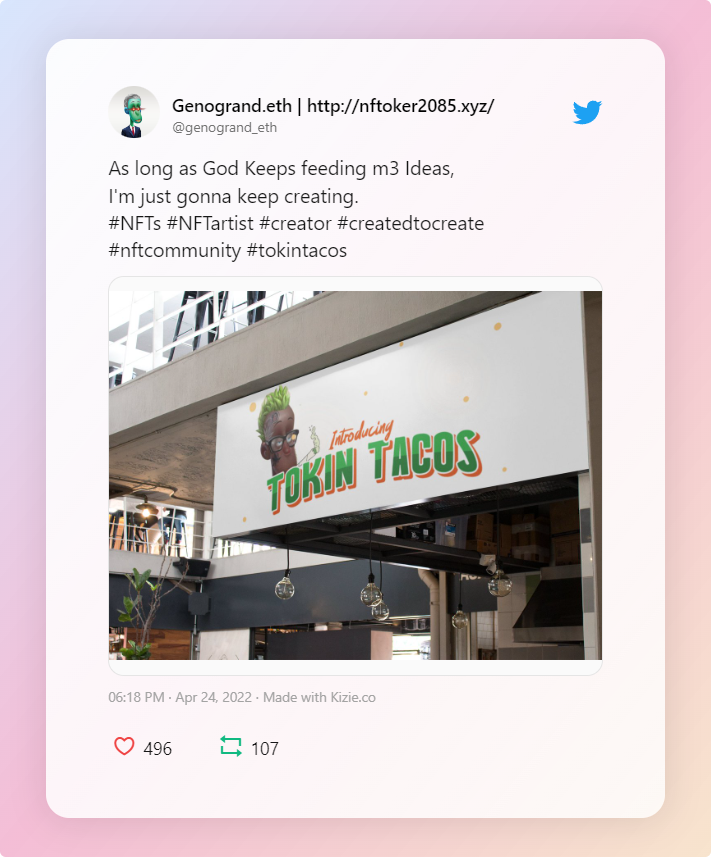 Genogrand.eth | http://nftoker2085.xyz/
@genogrand_eth
As long as God Keeps feeding m3 Ideas,
I'm just gonna keep creating.
#NFTs #NFTartist #creator #createdtocreate
#nftcommunity #tokintacos
Introducing
TOKIN TACOS
06:18 PM · Apr 24, 2022 · Made with Kizie.co
496
107